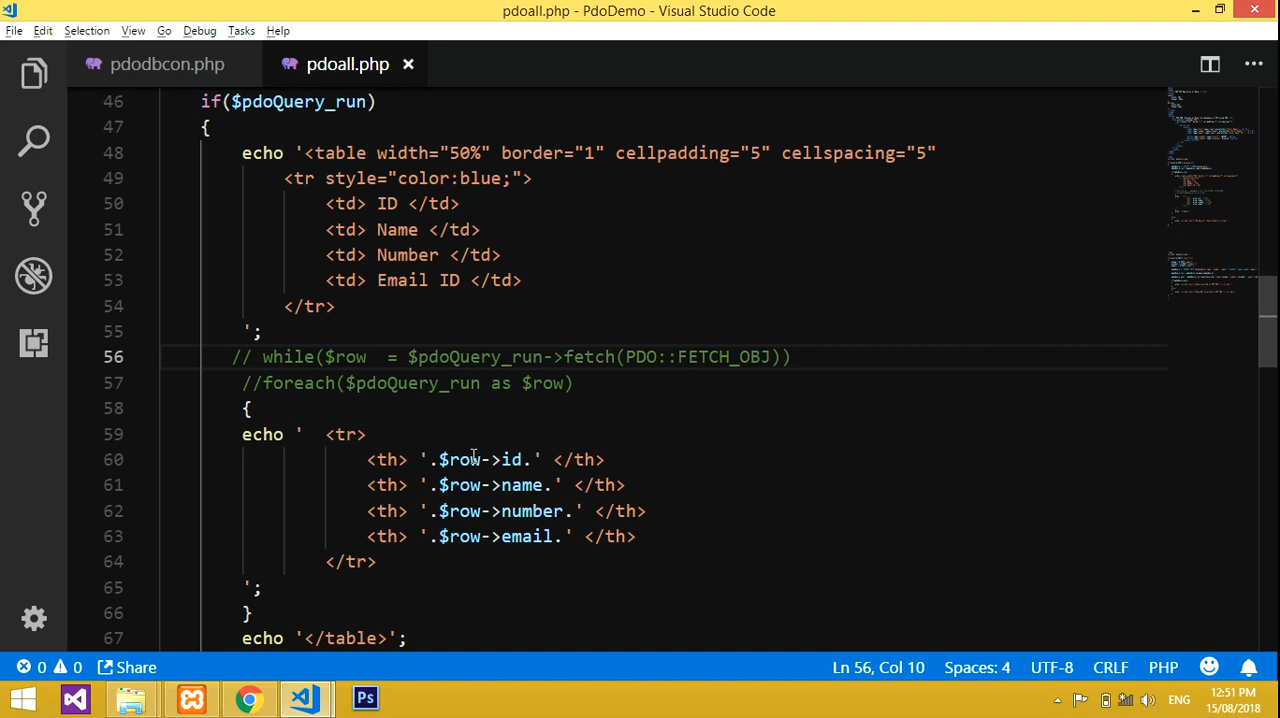 pdoall.php - PdoDemo - Visual Studio Code
File Edit Selection View Go Debug Tasks Help
pdodbcon.php pdoall.php
46 if($pdoQuery_run)
47 {
48 echo '<table width="50%" border="1" cellpadding="5" cellspacing="5"
49 <tr style="color:blue;">
50 <td> ID </td>
51 <td> Name </td>
52 <td> Number </td>
53 <td> Email ID </td>
54 </tr>
55 ';
56 // while($row = $pdoQuery_run->fetch(PDO::FETCH_OBJ))
57 //foreach($pdoQuery_run as $row)
58 {
59 echo ' <tr>
60 <th> '.$row->id.' </th>
61 <th> '.$row->name.' </th>
62 <th> '.$row->number.' </th>
63 <th> '.$row->email.' </th>
64 </tr>
65 ';
66 }
67 echo '</table>';
0 0 Share Ln 56, Col 10 Spaces: 4 UTF-8 CRLF PHP
Ps ENG 12:51 PM
15/08/2018